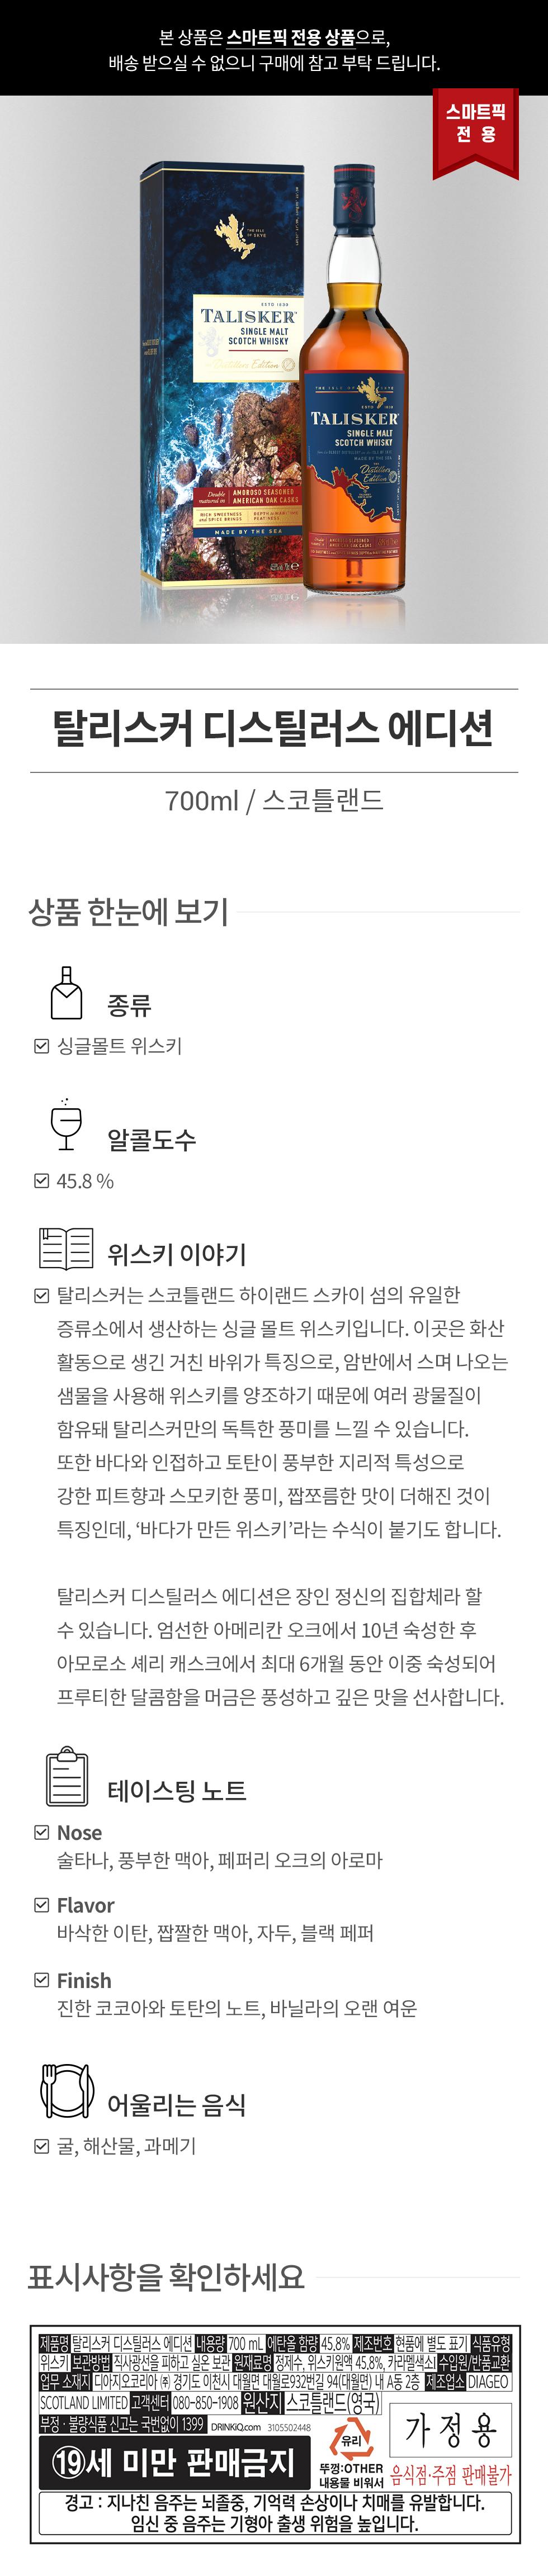 본 상품은 스마트픽 전용 상품으로,
배송 받으실 수 없으니 구매에 참고 부탁 드립니다.
스마트픽
전 용
THE ISLE
OF SKYE
ESTD 1830
TALISKER
SINGLE MALT
SCOTCH WHISKY
Distillers Edition
Double matured in AMOROSO SEASONED AMERICAN OAK CASKS
RICH SWEETNESS and SPICE BRINGS DEPTH to MARITIME PEATINESS
MADE BY THE SEA
THE ISLE OF SKYE
ESTD 1830
TALISKER
SINGLE MALT
SCOTCH WHISKY
MADE BY THE SEA
The Distillers Edition
AMOROSO SEASONED
AMERICAN OAK CASKS
탈리스커 디스틸러스 에디션
700ml / 스코틀랜드
상품 한눈에 보기
종류
싱글몰트 위스키
알콜도수
45.8 %
위스키 이야기
탈리스커는 스코틀랜드 하이랜드 스카이 섬의 유일한
증류소에서 생산하는 싱글 몰트 위스키입니다. 이곳은 화산
활동으로 생긴 거친 바위가 특징으로, 암반에서 스며 나오는
샘물을 사용해 위스키를 양조하기 때문에 여러 광물질이
함유돼 탈리스커만의 독특한 풍미를 느낄 수 있습니다.
또한 바다와 인접하고 토탄이 풍부한 지리적 특성으로
강한 피트향과 스모키한 풍미, 짭쪼름한 맛이 더해진 것이
특징인데, ‘바다가 만든 위스키’라는 수식이 붙기도 합니다.
탈리스커 디스틸러스 에디션은 장인 정신의 집합체라 할
수 있습니다. 엄선한 아메리칸 오크에서 10년 숙성한 후
아모로소 셰리 캐스크에서 최대 6개월 동안 이중 숙성되어
프루티한 달콤함을 머금은 풍성하고 깊은 맛을 선사합니다.
테이스팅 노트
Nose
술타나, 풍부한 맥아, 페퍼리 오크의 아로마
Flavor
바삭한 이탄, 짭짤한 맥아, 자두, 블랙 페퍼
Finish
진한 코코아와 토탄의 노트, 바닐라의 오랜 여운
어울리는 음식
굴, 해산물, 과메기
표시사항을 확인하세요
제품명 탈리스커 디스틸러스 에디션 내용량 700 mL 에탄올 함량 45.8% 제조번호 현품에 별도 표기 식품유형
위스키 보관방법 직사광선을 피하고 실온 보관 원재료명 정제수, 위스키원액 45.8%, 카라멜색소 수입원/반품교환
업무 소재지 디아지오코리아 ㈜ 경기도 이천시 대월면 대월로932번길 94(대월면) 내 A동 2층 제조업소 DIAGEO
SCOTLAND LIMITED 고객센터 080-850-1908 원산지 스코틀랜드(영국)
부정·불량식품 신고는 국번없이 1399 DRINKiQ.com 3105502448
유리
뚜껑:OTHER
내용물 비워서
가 정 용
음식점·주점 판매불가
⑲세 미만 판매금지
경고 : 지나친 음주는 뇌졸중, 기억력 손상이나 치매를 유발합니다.
임신 중 음주는 기형아 출생 위험을 높입니다.